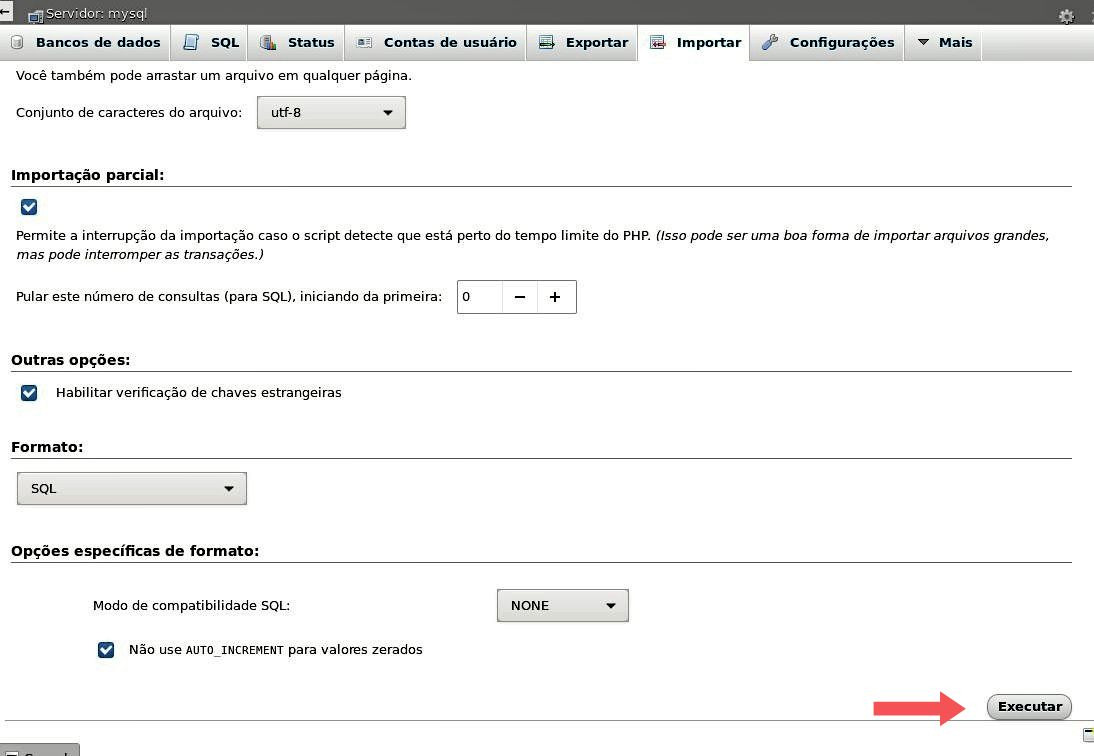 Servidor: mysql
Bancos de dados SQL Status Contas de usuário Exportar Importar Configurações Mais
Você também pode arrastar um arquivo em qualquer página.
Conjunto de caracteres do arquivo: utf-8
Importação parcial:
Permite a interrupção da importação caso o script detecte que está perto do tempo limite do PHP. (Isso pode ser uma boa forma de importar arquivos grandes,
mas pode interromper as transações.)
Pular este número de consultas (para SQL), iniciando da primeira: 0 − +
Outras opções:
Habilitar verificação de chaves estrangeiras
Formato:
SQL
Opções específicas de formato:
Modo de compatibilidade SQL: NONE
Não use AUTO_INCREMENT para valores zerados
Executar